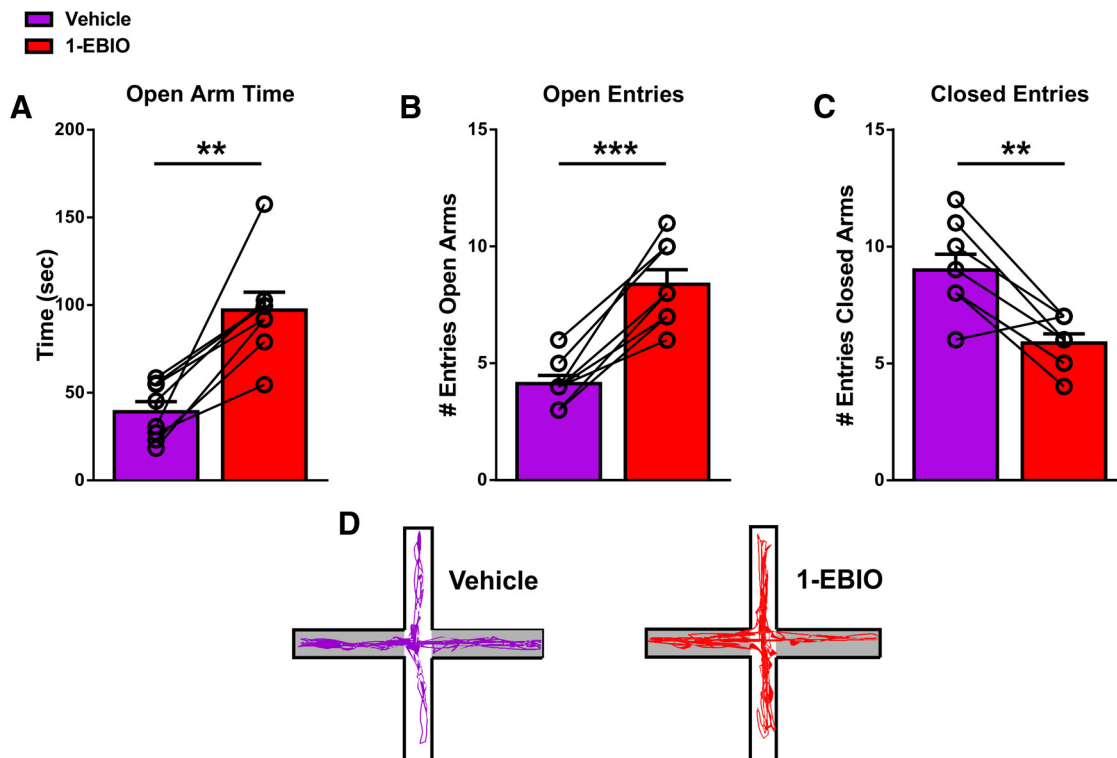 Vehicle
1-EBIO
A
Open Arm Time
Time (sec)
200
150
100
50
0
**
B
Open Entries
# Entries Open Arms
15
10
5
0
***
C
Closed Entries
# Entries Closed Arms
15
10
5
0
**
D
Vehicle
1-EBIO